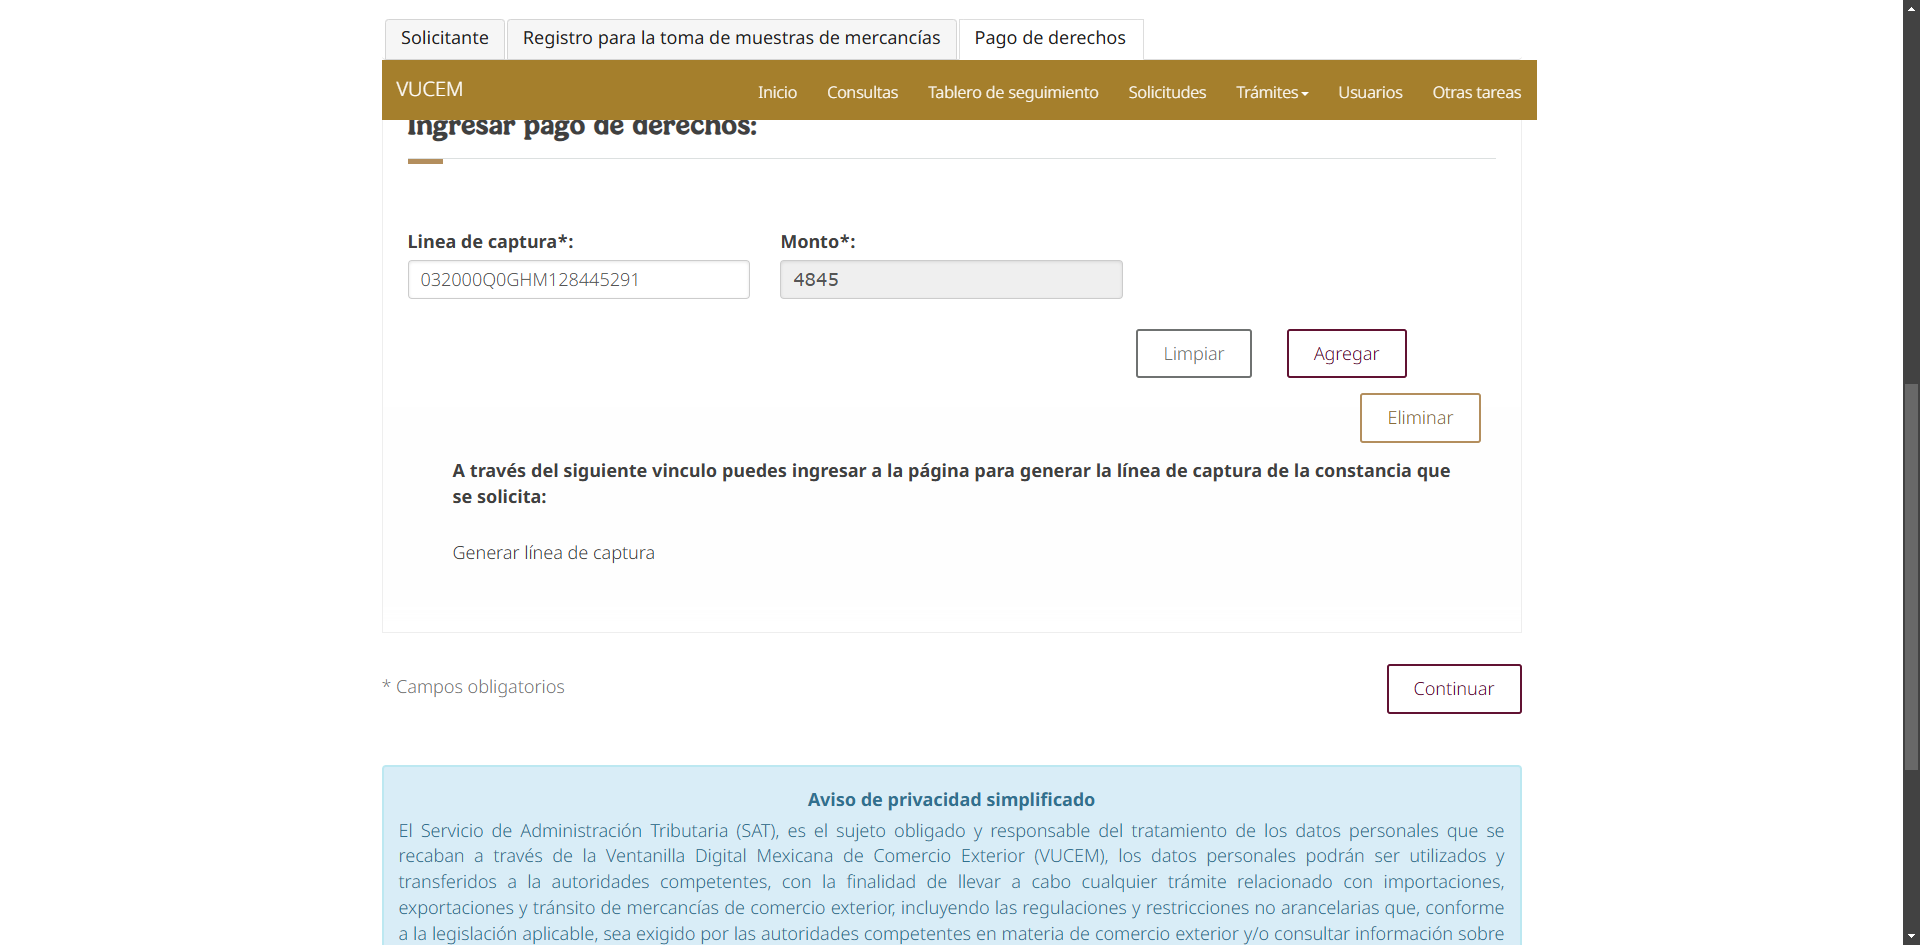 Solicitante Registro para la toma de muestras de mercancías Pago de derechos
VUCEM Inicio Consultas Tablero de seguimiento Solicitudes Trámites Usuarios Otras tareas
Ingresar pago de derechos:
Linea de captura*: Monto*:
032000Q0GHM128445291 4845
Limpiar Agregar
Eliminar
A través del siguiente vinculo puedes ingresar a la página para generar la línea de captura de la constancia que
se solicita:
Generar línea de captura
* Campos obligatorios Continuar
Aviso de privacidad simplificado
El Servicio de Administración Tributaria (SAT), es el sujeto obligado y responsable del tratamiento de los datos personales que se
recaban a través de la Ventanilla Digital Mexicana de Comercio Exterior (VUCEM), los datos personales podrán ser utilizados y
transferidos a la autoridades competentes, con la finalidad de llevar a cabo cualquier trámite relacionado con importaciones,
exportaciones y tránsito de mercancías de comercio exterior, incluyendo las regulaciones y restricciones no arancelarias que, conforme
a la legislación aplicable, sea exigido por las autoridades competentes en materia de comercio exterior y/o consultar información sobre